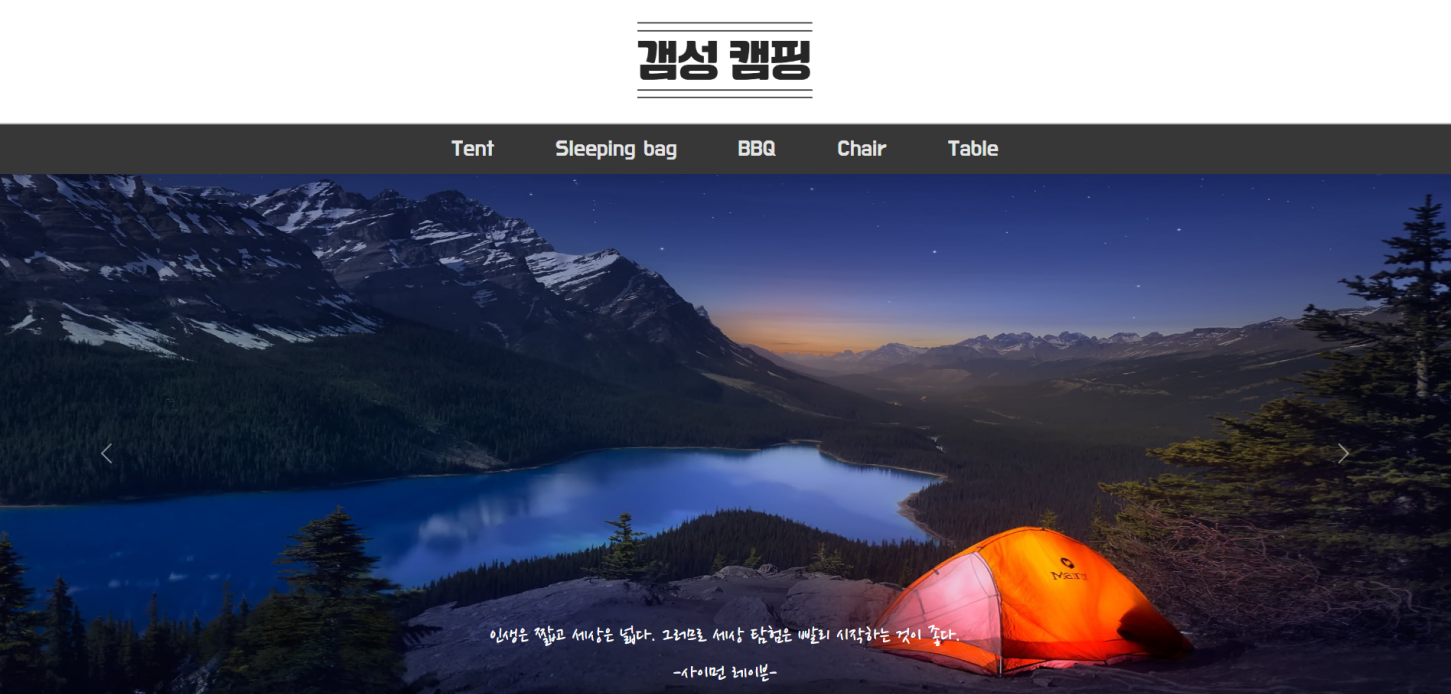 갬성 캠핑
Tent Sleeping bag BBQ Chair Table
인생은 짧고 세상은 넓다. 그러므로 세상 탐험은 빨리 시작하는 것이 좋다.
-사이먼 레이븐-